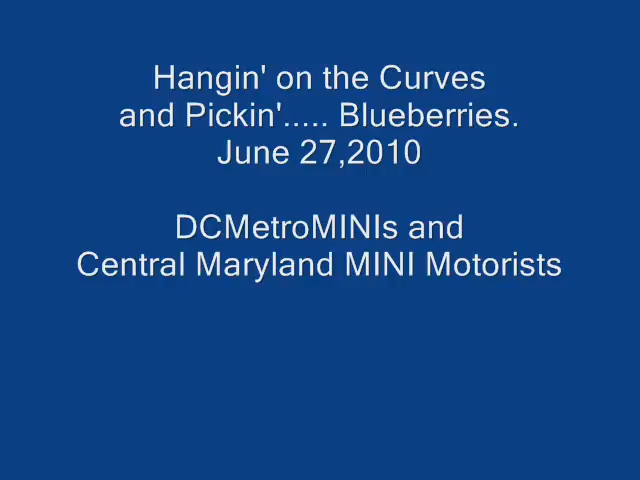 Hangin' on the Curves
and Pickin'..... Blueberries.
June 27,2010
DCMetroMINIs and
Central Maryland MINI Motorists